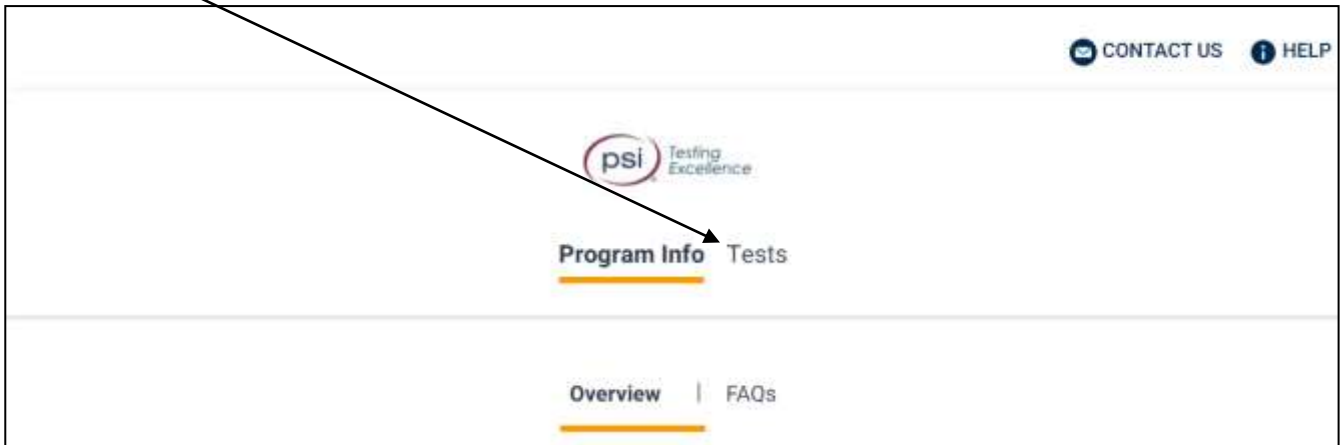 CONTACT US HELP
psi Testing
Excellence
Program Info Tests
Overview | FAQs